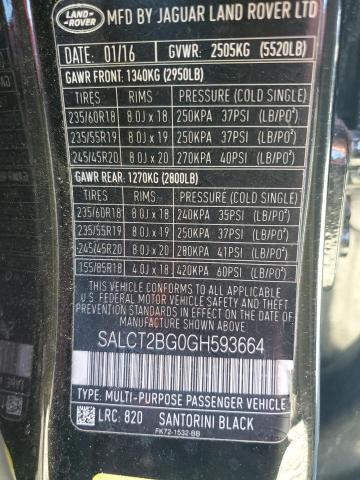 LAND ROVER
MFD BY JAGUAR LAND ROVER LTD
DATE: 01/16 GVWR: 2505KG (5520LB)
GAWR FRONT: 1340KG (2950LB)
TIRES RIMS PRESSURE (COLD SINGLE)
235/60R18 8.0J x 18 250KPA 37PSI (LB/PO²)
235/55R19 8.0J x 19 250KPA 37PSI (LB/PO²)
245/45R20 8.0J x 20 270KPA 40PSI (LB/PO²)
GAWR REAR: 1270KG (2800LB)
TIRES RIMS PRESSURE (COLD SINGLE)
235/60R18 8.0J x 18 240KPA 35PSI (LB/PO²)
235/55R19 8.0J x 19 250KPA 37PSI (LB/PO²)
245/45R20 8.0J x 20 280KPA 41PSI (LB/PO²)
155/85R18 4.0J x 18 420KPA 60PSI (LB/PO²)
THIS VEHICLE CONFORMS TO ALL APPLICABLE
U.S. FEDERAL MOTOR VEHICLE SAFETY AND THEFT
PREVENTION STANDARDS IN EFFECT ON THE DATE
OF MANUFACTURE SHOWN ABOVE
SALCT2BG0GH593664
TYPE: MULTI-PURPOSE PASSENGER VEHICLE
LRC: 820 SANTORINI BLACK
FK72-1532-BB